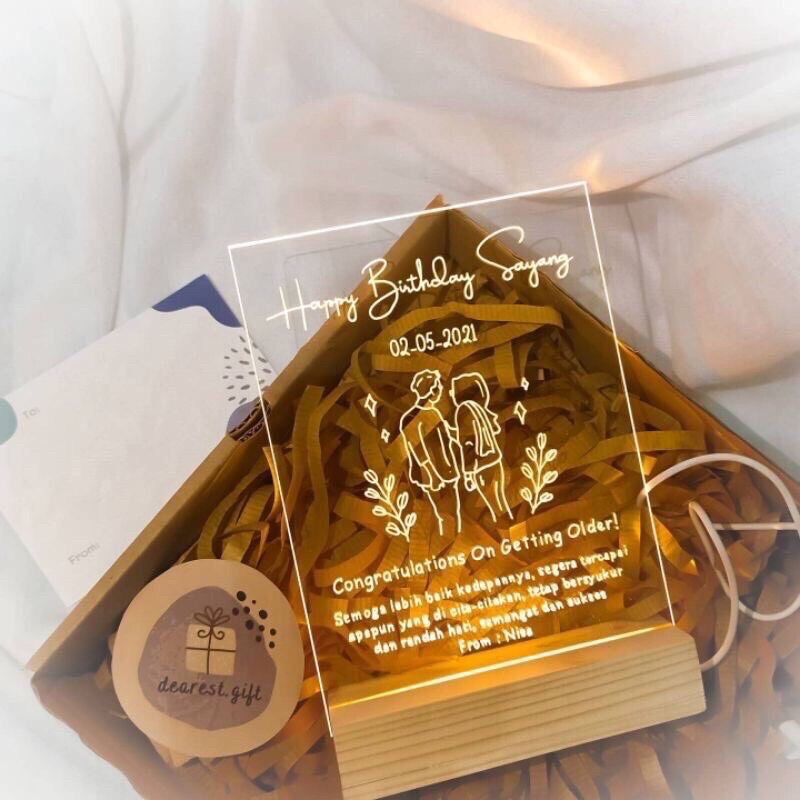 Happy Birthday Sayang
02-05-2021
Congratulations On Getting Older!
Semoga lebih baik kedepannya, segera tercapai
apapun yang di cita-citakan, tetap bersyukur
dan rendah hati, semangat dan sukses
From : Nisa
To:
From:
dearest.gift